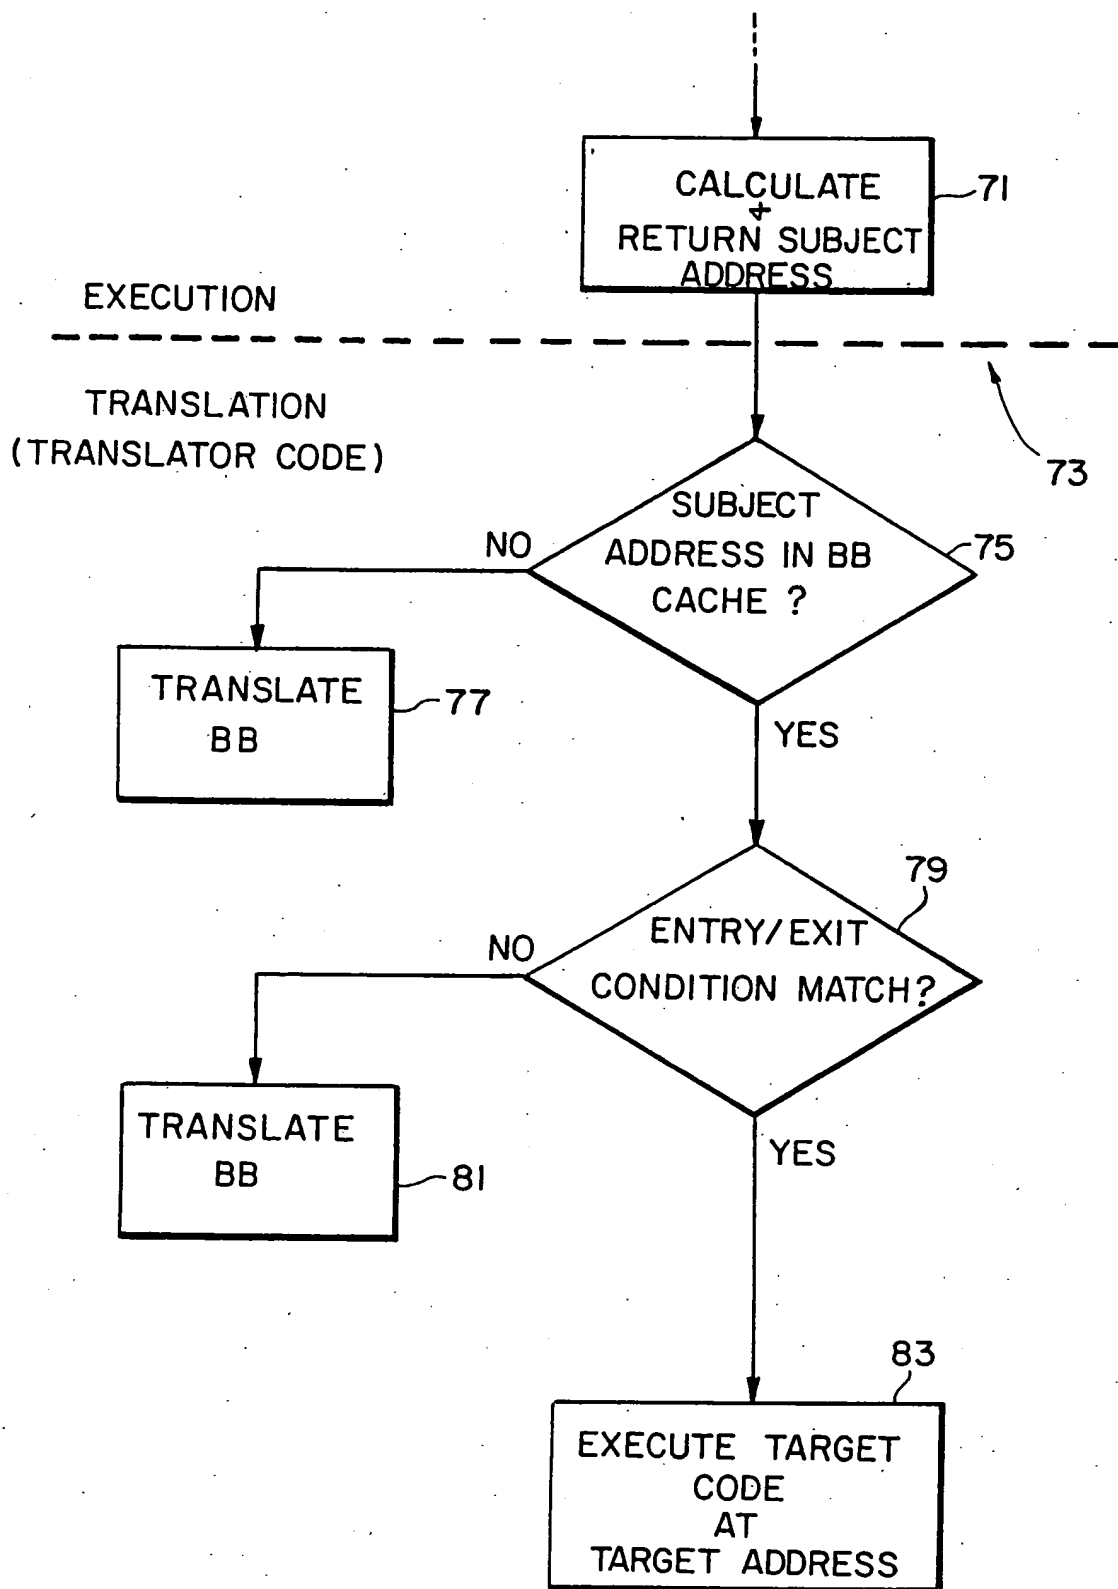 CALCULATE
+
RETURN SUBJECT
ADDRESS
71
EXECUTION
TRANSLATION
(TRANSLATOR CODE)
73
SUBJECT
ADDRESS IN BB
CACHE ?
75
NO
TRANSLATE
BB
77
YES
79
ENTRY/EXIT
CONDITION MATCH?
NO
TRANSLATE
BB
81
YES
83
EXECUTE TARGET
CODE
AT
TARGET ADDRESS